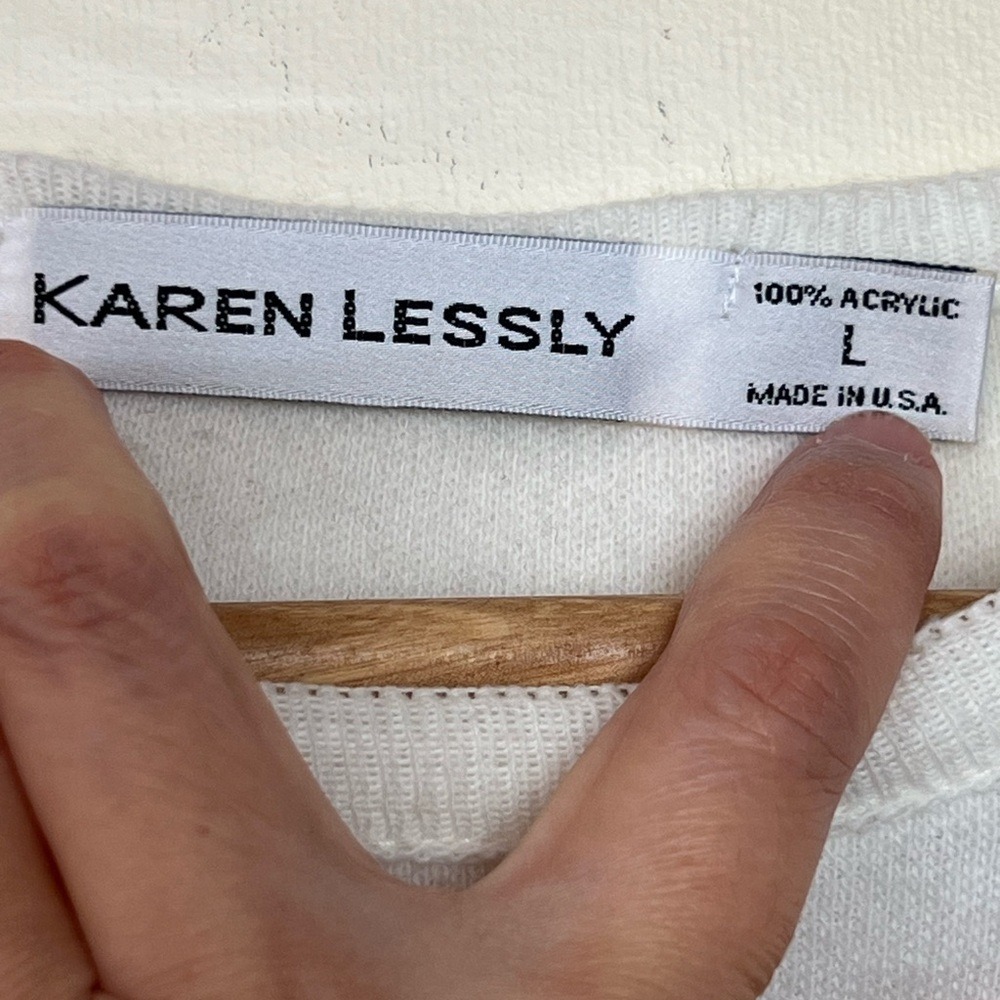 KAREN LESSLY
100% ACRYLIC
L
MADE IN U.S.A.